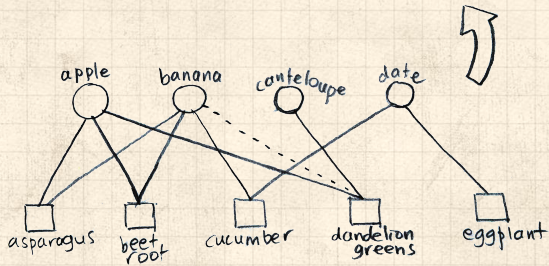 apple
banana
canteloupe
date
asparagus
beet
root
cucumber
dandelion
greens
eggplant